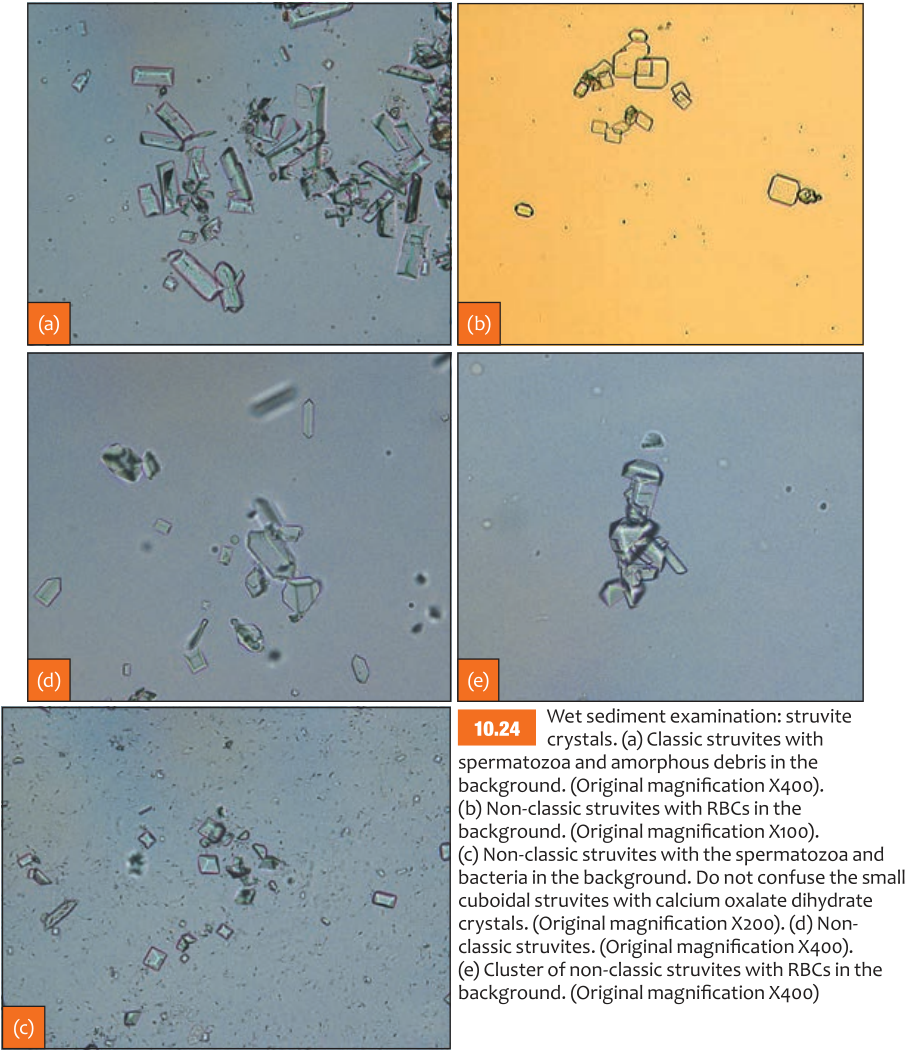 (a)
(b)
(d)
(e)
(c)
10.24 Wet sediment examination: struvite
crystals. (a) Classic struvites with
spermatozoa and amorphous debris in the
background. (Original magnification X400).
(b) Non-classic struvites with RBCs in the
background. (Original magnification X100).
(c) Non-classic struvites with the spermatozoa and
bacteria in the background. Do not confuse the small
cuboidal struvites with calcium oxalate dihydrate
crystals. (Original magnification X200). (d) Non-
classic struvites. (Original magnification X400).
(e) Cluster of non-classic struvites with RBCs in the
background. (Original magnification X400)